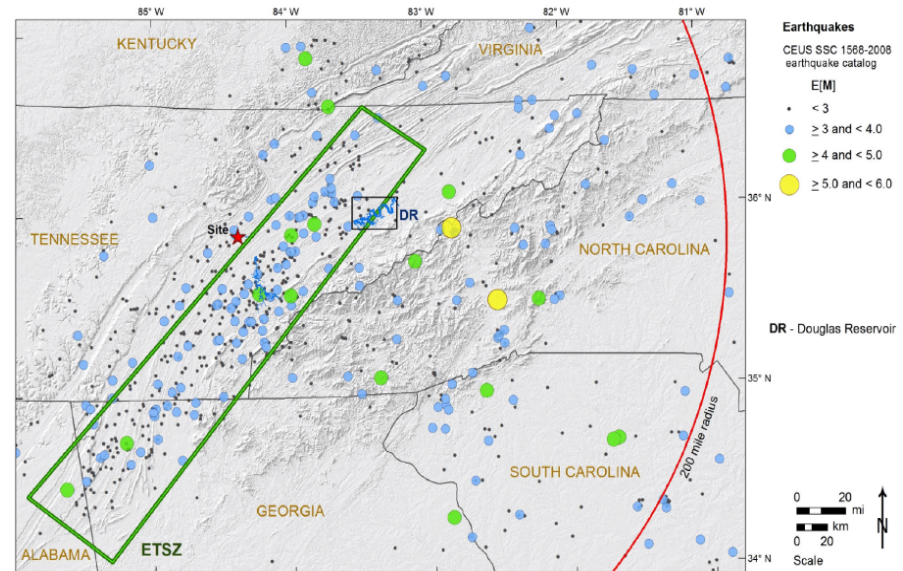 85° W
84° W
83° W
82° W
81° W
KENTUCKY
VIRGINIA
36° N
DR
Site
TENNESSEE
NORTH CAROLINA
35° N
200 mile radius
SOUTH CAROLINA
GEORGIA
ALABAMA
ETSZ
34° N
Earthquakes
CEUS SSC 1568-2008
earthquake catalog
E[M]
< 3
≥ 3 and < 4.0
≥ 4 and < 5.0
≥ 5.0 and < 6.0
DR - Douglas Reservoir
0 20
mi
km
0 20
Scale
N